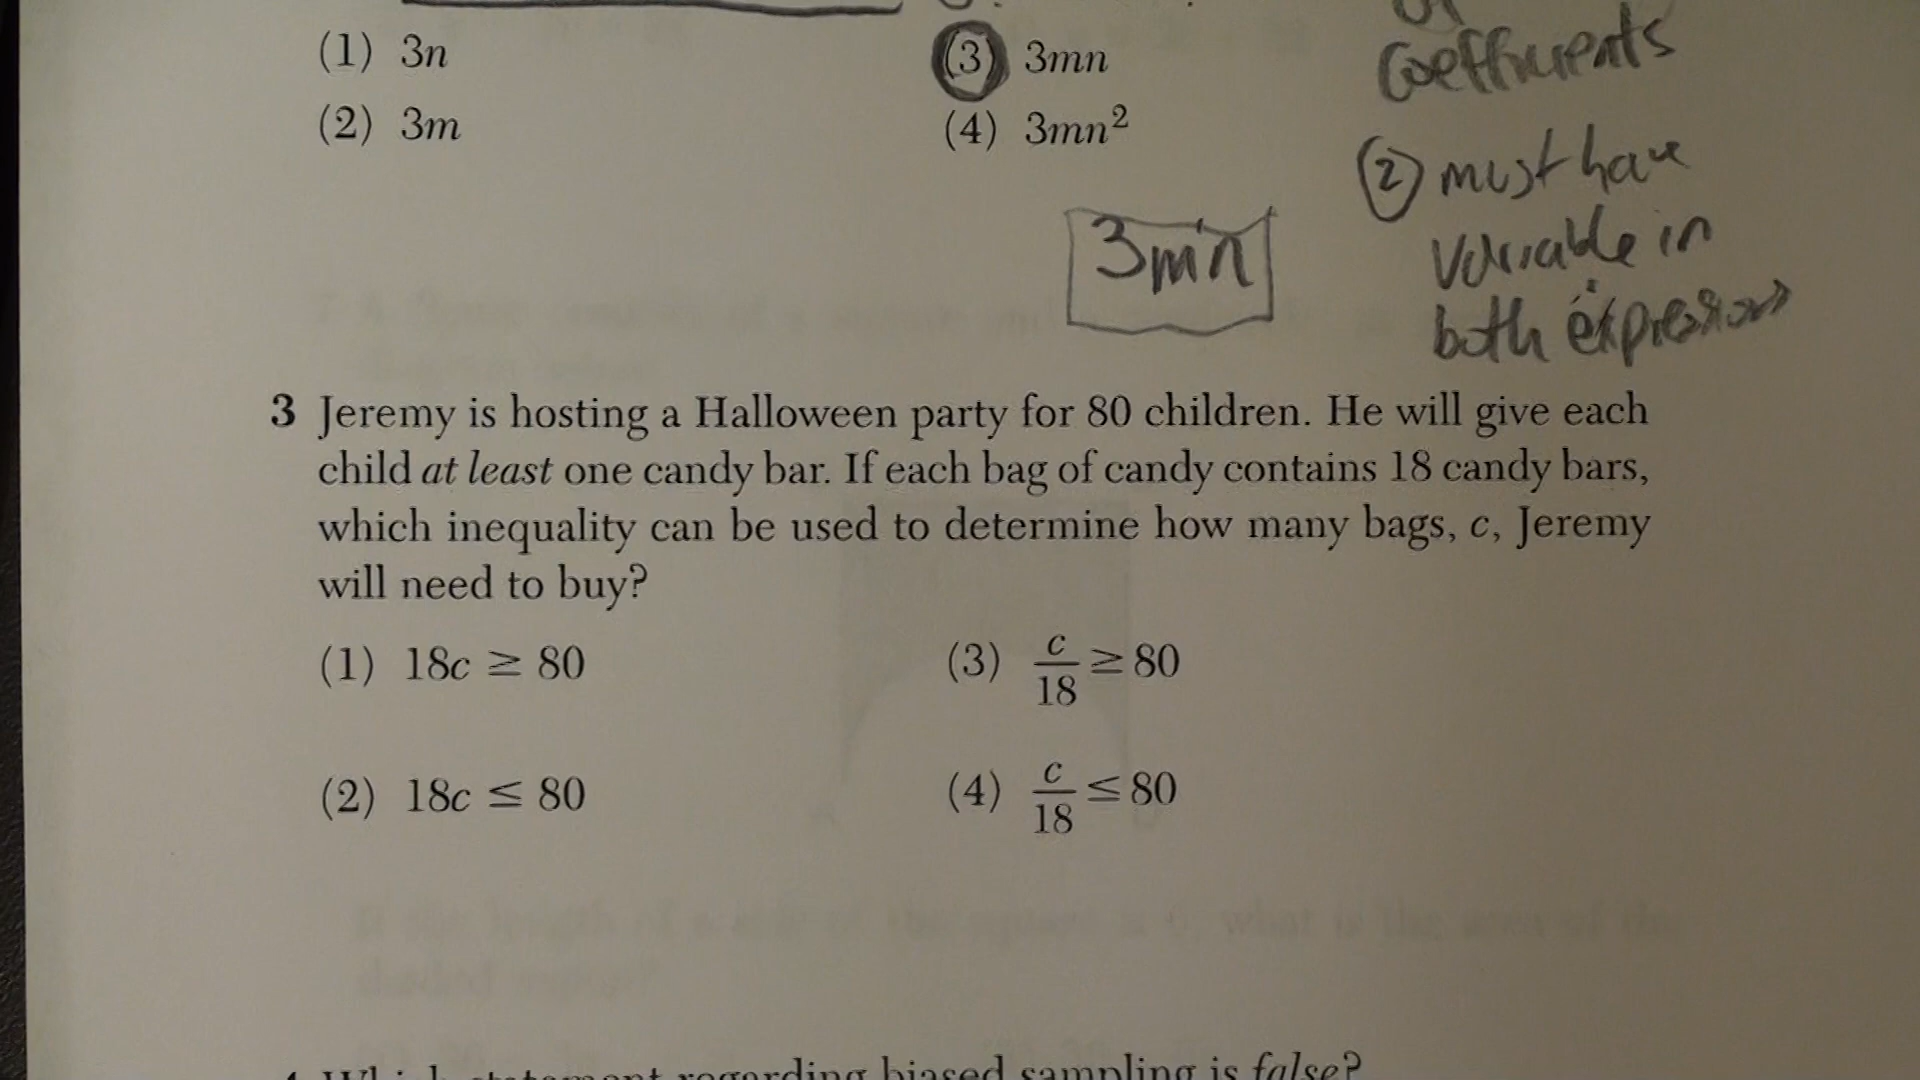 (1) 3n
(3) 3mn
coefficients
(2) 3m
(4) 3mn²
(2) must have
variable in
both expressions
3m'n
3 Jeremy is hosting a Halloween party for 80 children. He will give each
child at least one candy bar. If each bag of candy contains 18 candy bars,
which inequality can be used to determine how many bags, c, Jeremy
will need to buy?
(1) 18c ≥ 80
(3) c/18 ≥ 80
(2) 18c ≤ 80
(4) c/18 ≤ 80
statement regarding biased sampling is false?